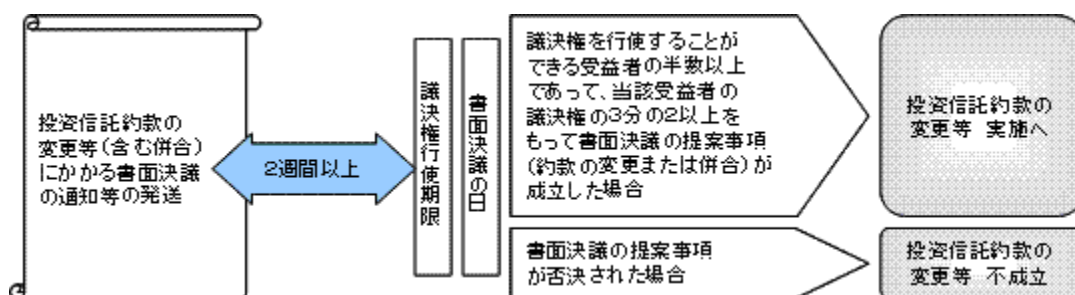 投資信託約款の
変更等(含む併合)
にかかる書面決議
の通知等の発送
2週間以上
議決権行使期限
書面決議の日
議決権を行使することが
できる受益者の半数以上
であって、当該受益者の
議決権の3分の2以上を
もって書面決議の提案事項
(約款の変更または併合)が
成立した場合
投資信託約款の
変更等 実施へ
書面決議の提案事項
が否決された場合
投資信託約款の
変更等 不成立